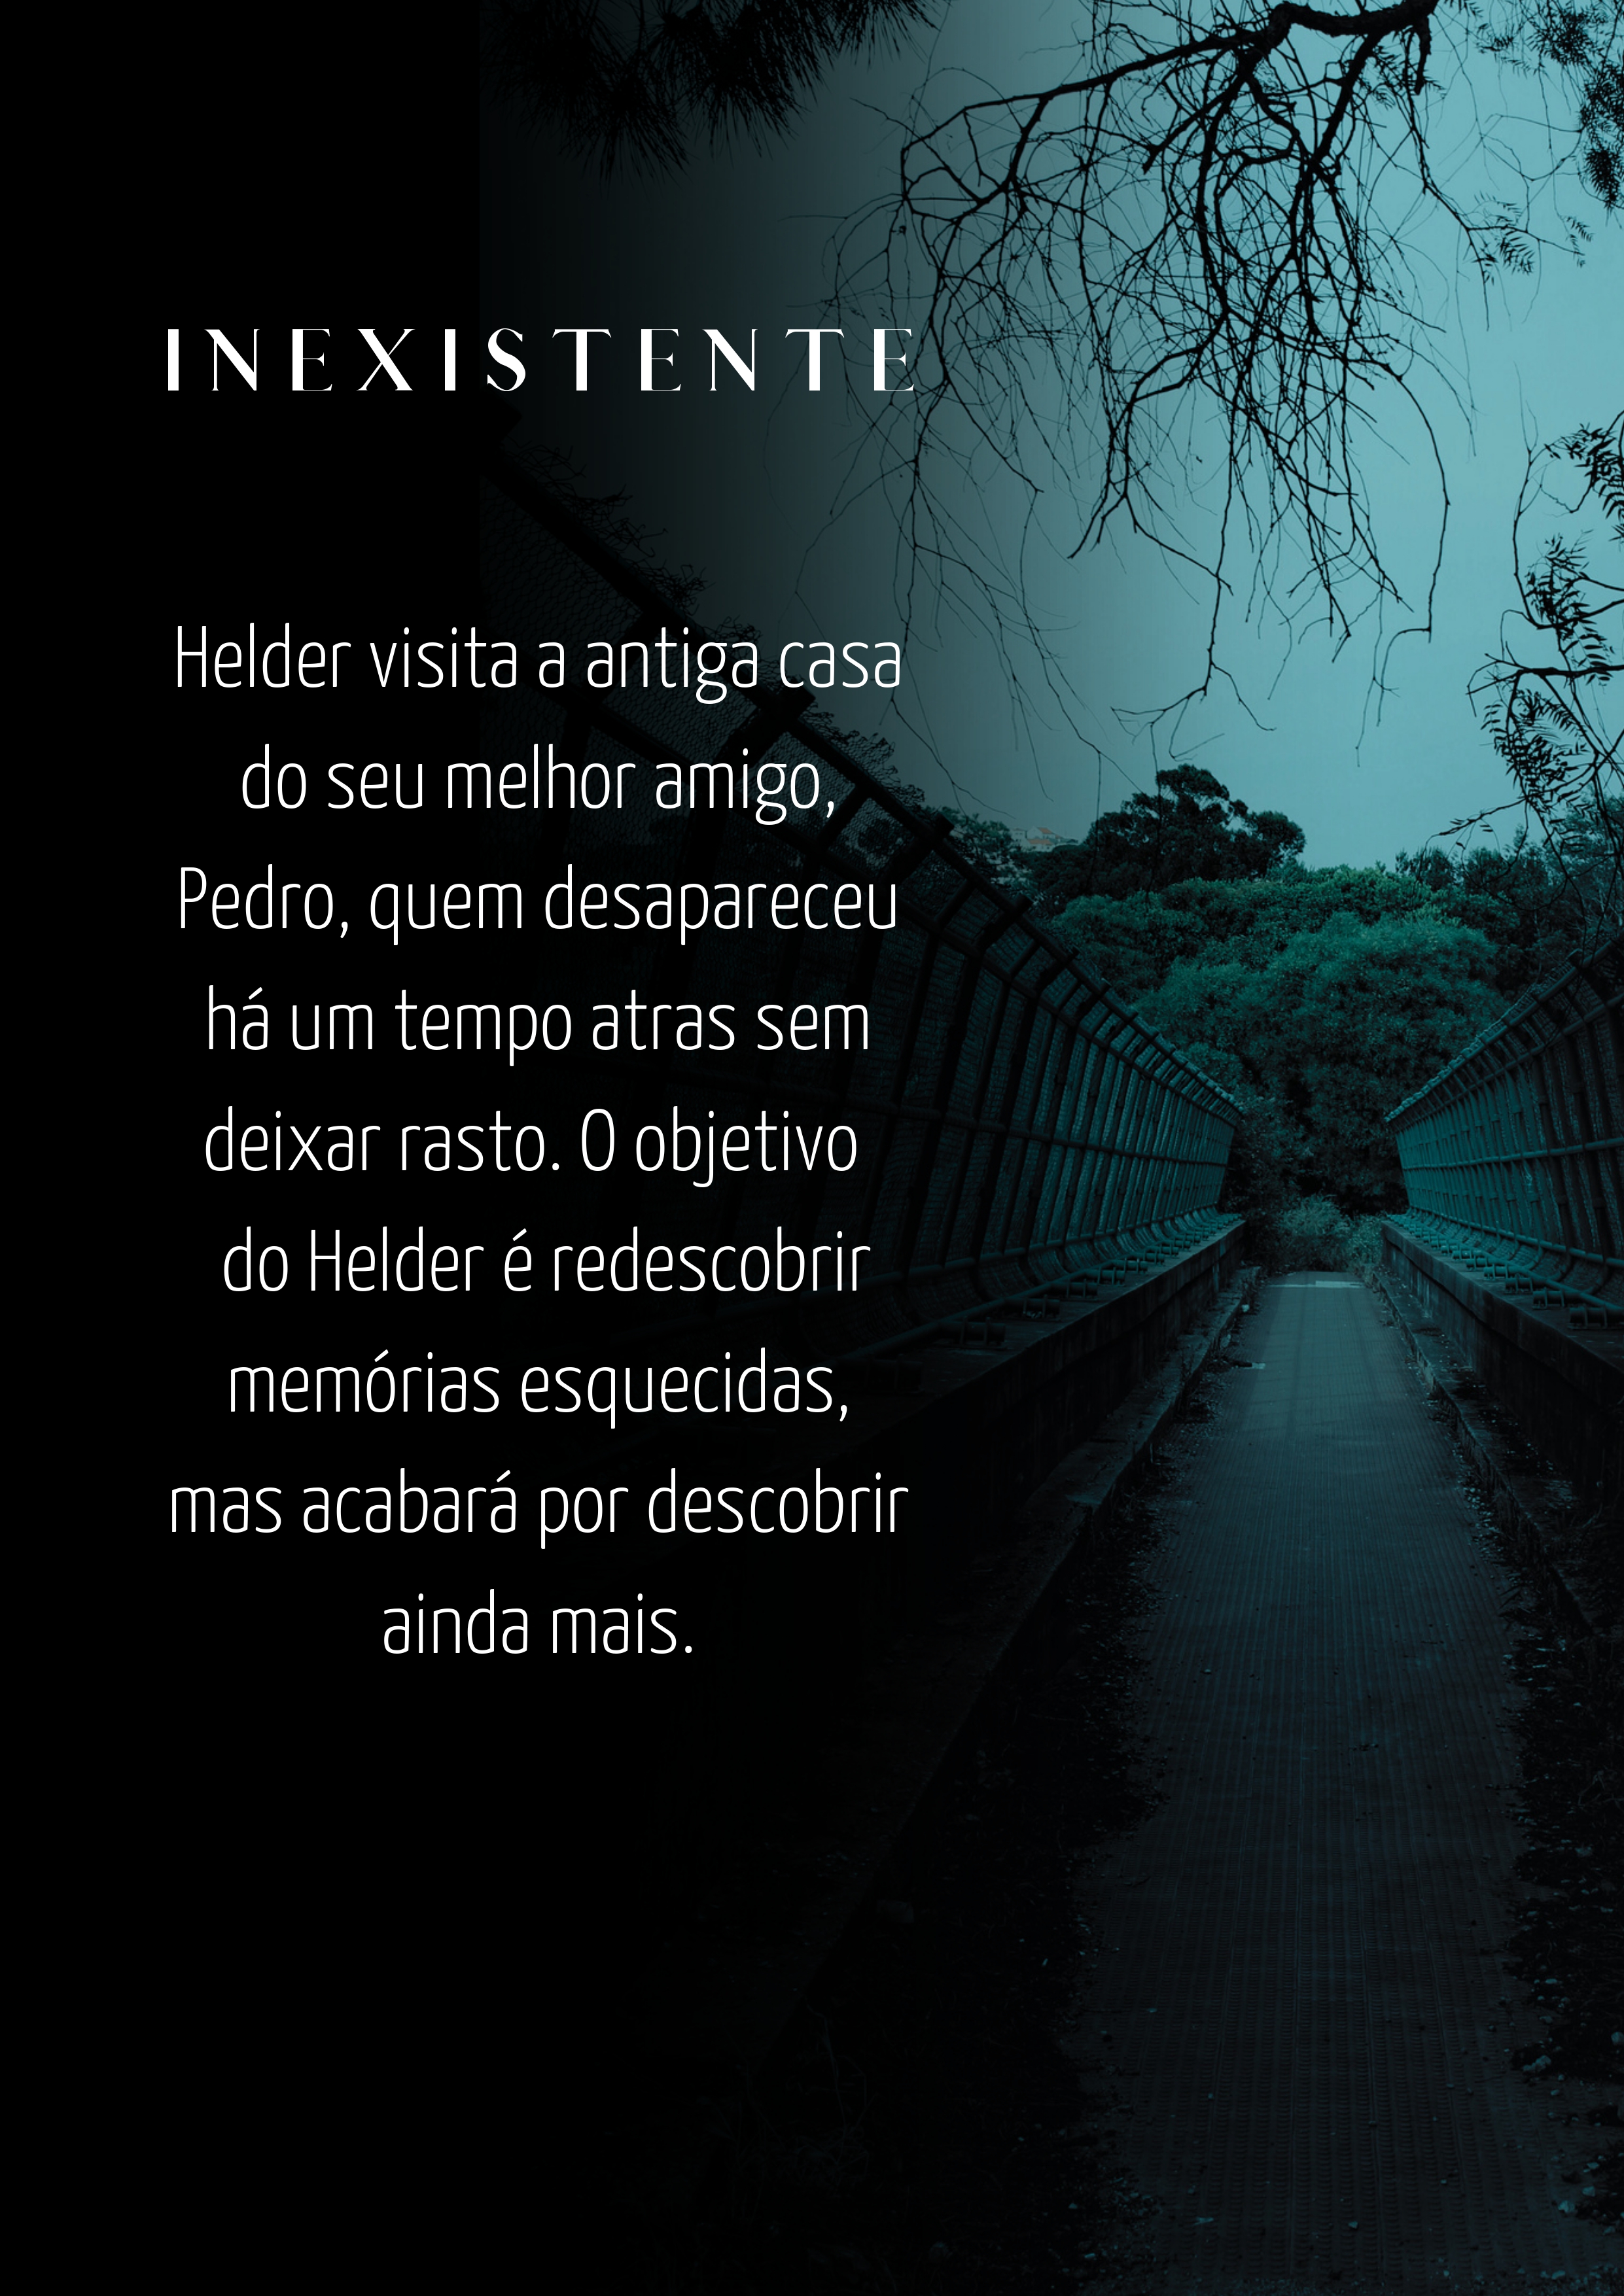 INEXISTENTE
Helder visita a antiga casa
do seu melhor amigo,
Pedro, quem desapareceu
há um tempo atras sem
deixar rasto. O objetivo
do Helder é redescobrir
memórias esquecidas,
mas acabará por descobrir
ainda mais.